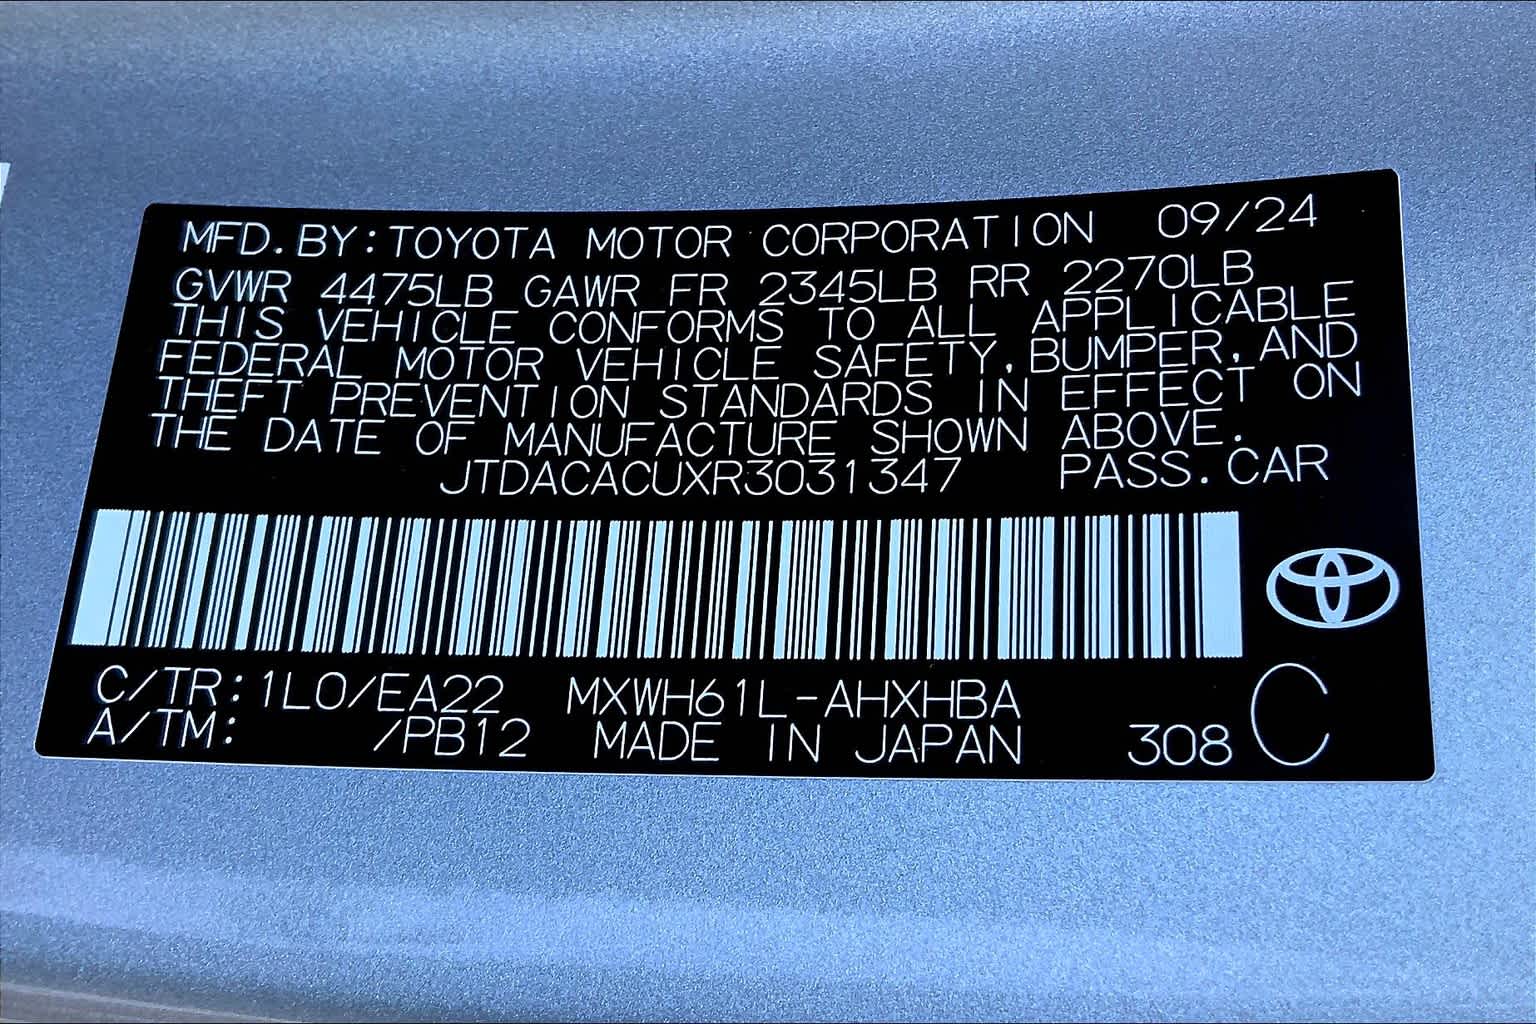 MFD. BY: TOYOTA MOTOR CORPORATION 09/24
GVWR 4475LB GAWR FR 2345LB RR 2270LB
THIS VEHICLE CONFORMS TO ALL APPLICABLE
FEDERAL MOTOR VEHICLE SAFETY, BUMPER, AND
THEFT PREVENTION STANDARDS IN EFFECT ON
THE DATE OF MANUFACTURE SHOWN ABOVE.
JTDACACUXR3031347 PASS. CAR
C/TR: 1L0/EA22 MXWH61L-AHXHBA
A/TM: /PB12 MADE IN JAPAN 308 C